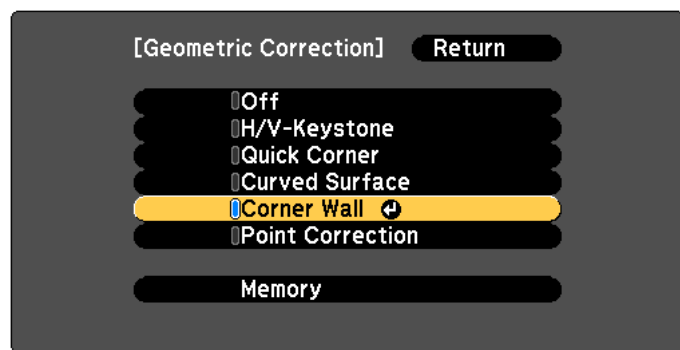 [Geometric Correction] Return
Off
H/V-Keystone
Quick Corner
Curved Surface
Corner Wall
Point Correction
Memory